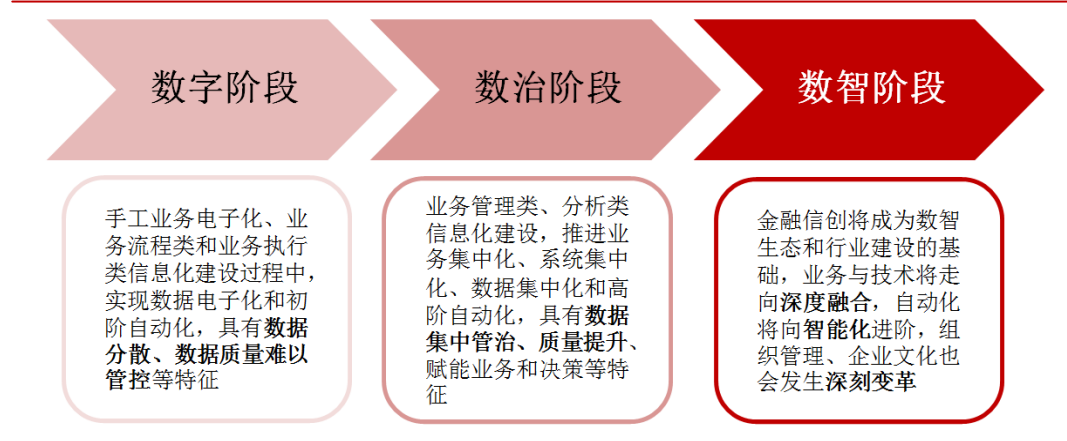 数字阶段
数治阶段
数智阶段
手工业务电子化、业
务流程类和业务执行
类信息化建设过程中，
实现数据电子化和初
阶自动化，具有数据
分散、数据质量难以
管控等特征
业务管理类、分析类
信息化建设，推进业
务集中化、系统集中
化、数据集中化和高
阶自动化，具有数据
集中管治、质量提升、
赋能业务和决策等特
征
金融信创将成为数智
生态和行业建设的基
础，业务与技术将走
向深度融合，自动化
将向智能化进阶，组
织管理、企业文化也
会发生深刻变革